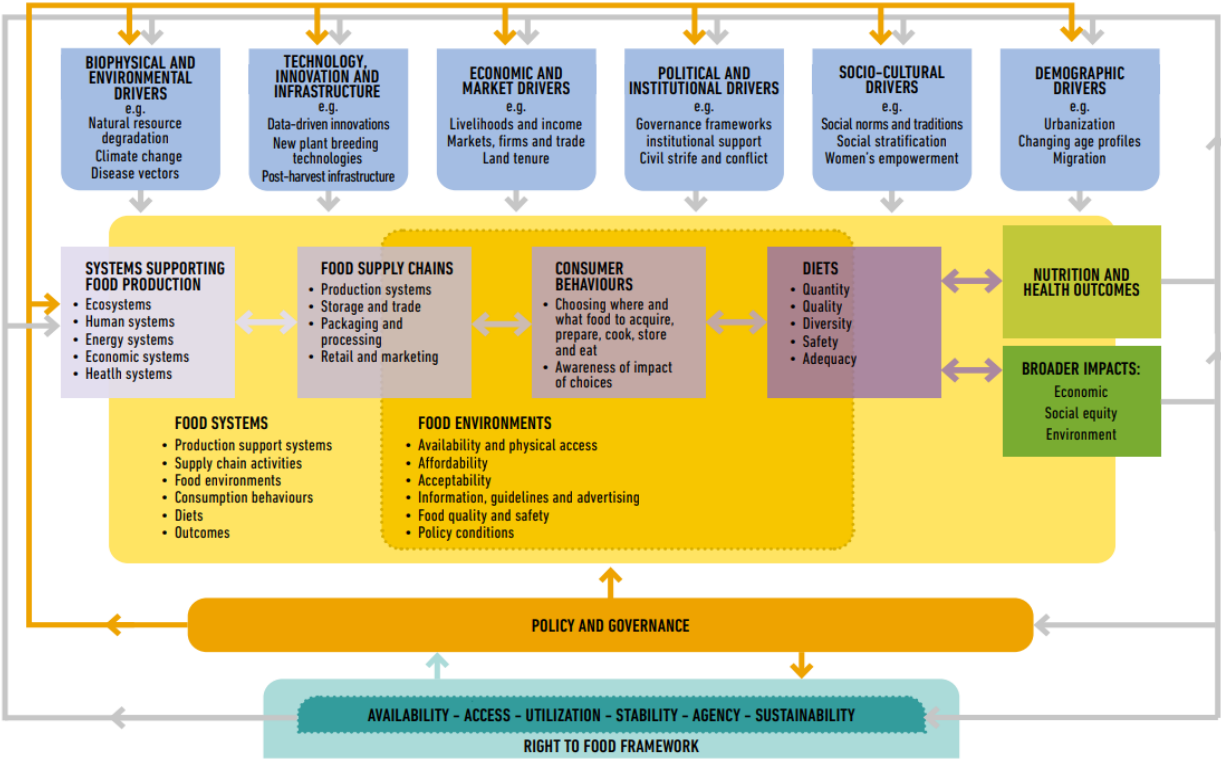 BIOPHYSICAL AND
ENVIRONMENTAL
DRIVERS
e.g.
Natural resource
degradation
Climate change
Disease vectors
TECHNOLOGY,
INNOVATION AND
INFRASTRUCTURE
e.g.
Data-driven innovations
New plant breeding
technologies
Post-harvest infrastructure
ECONOMIC AND
MARKET DRIVERS
e.g.
Livelihoods and income
Markets, firms and trade
Land tenure
POLITICAL AND
INSTITUTIONAL DRIVERS
e.g.
Governance frameworks
institutional support
Civil strife and conflict
SOCIO-CULTURAL
DRIVERS
e.g.
Social norms and traditions
Social stratification
Women's empowerment
DEMOGRAPHIC
DRIVERS
e.g.
Urbanization
Changing age profiles
Migration
SYSTEMS SUPPORTING
FOOD PRODUCTION
• Ecosystems
• Human systems
• Energy systems
• Economic systems
• Heatlh systems
FOOD SUPPLY CHAINS
• Production systems
• Storage and trade
• Packaging and
processing
• Retail and marketing
CONSUMER
BEHAVIOURS
• Choosing where and
what food to acquire,
prepare, cook, store
and eat
• Awareness of impact
of choices
DIETS
• Quantity
• Quality
• Diversity
• Safety
• Adequacy
NUTRITION AND
HEALTH OUTCOMES
BROADER IMPACTS:
Economic
Social equity
Environment
FOOD SYSTEMS
• Production support systems
• Supply chain activities
• Food environments
• Consumption behaviours
• Diets
• Outcomes
FOOD ENVIRONMENTS
• Availability and physical access
• Affordability
• Acceptability
• Information, guidelines and advertising
• Food quality and safety
• Policy conditions
POLICY AND GOVERNANCE
AVAILABILITY – ACCESS – UTILIZATION – STABILITY – AGENCY – SUSTAINABILITY
RIGHT TO FOOD FRAMEWORK